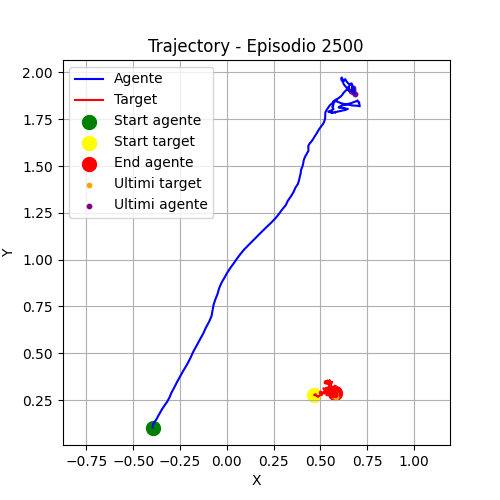 Trajectory - Episodio 2500
Agente
Target
Start agente
Start target
End agente
Ultimi target
Ultimi agente
2.00
1.75
1.50
1.25
1.00
0.75
0.50
0.25
Y
−0.75 −0.50 −0.25 0.00 0.25 0.50 0.75 1.00
X